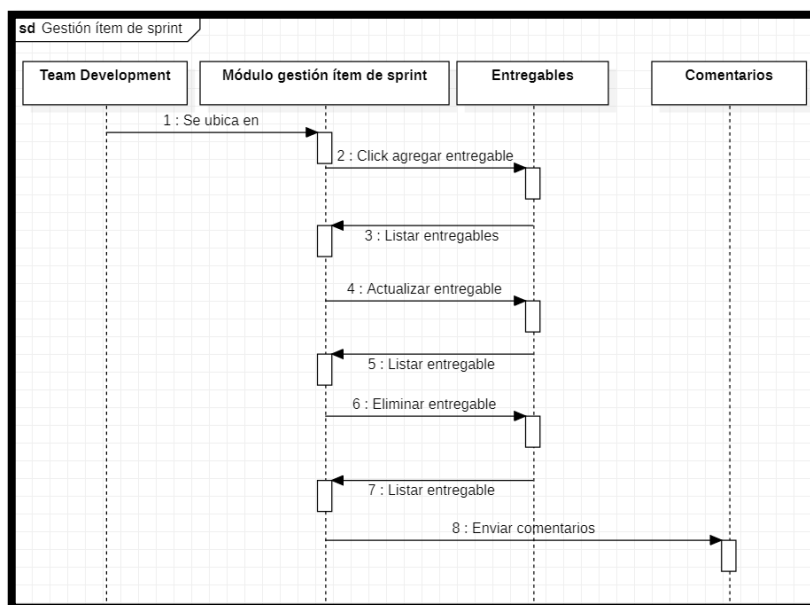 sd Gestión ítem de sprint
Team Development
Módulo gestión ítem de sprint
Entregables
Comentarios
1 : Se ubica en
2 : Click agregar entregable
3 : Listar entregables
4 : Actualizar entregable
5 : Listar entregable
6 : Eliminar entregable
7 : Listar entregable
8 : Enviar comentarios